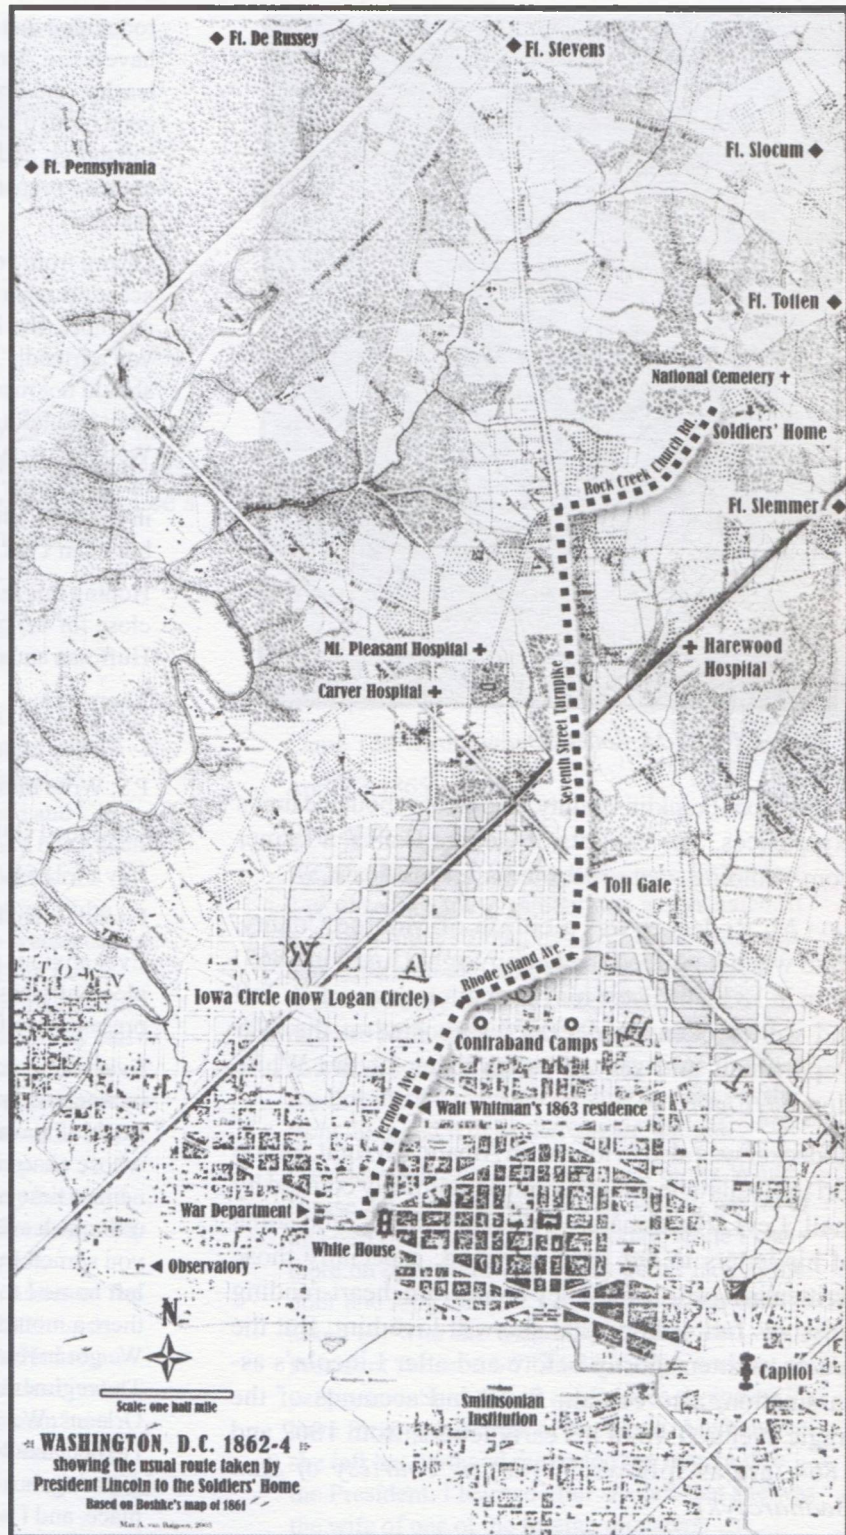 Ft. De Russey
Ft. Stevens
Ft. Slocum
Ft. Pennsylvania
Ft. Totten
National Cemetery
Soldiers' Home
Rock Creek Church Rd.
Ft. Slemmer
Mt. Pleasant Hospital
Harewood
Hospital
Carver Hospital
Seventh Street Turnpike
Toll Gate
Rhode Island Ave
Iowa Circle (now Logan Circle)
Contraband Camps
Vermont Ave.
Walt Whitman's 1863 residence
War Department
White House
Observatory
N
Capitol
Scale: one half mile
Smithsonian
Institution
WASHINGTON, D.C. 1862-4
showing the usual route taken by
President Lincoln to the Soldiers' Home
Based on Boshke's map of 1861